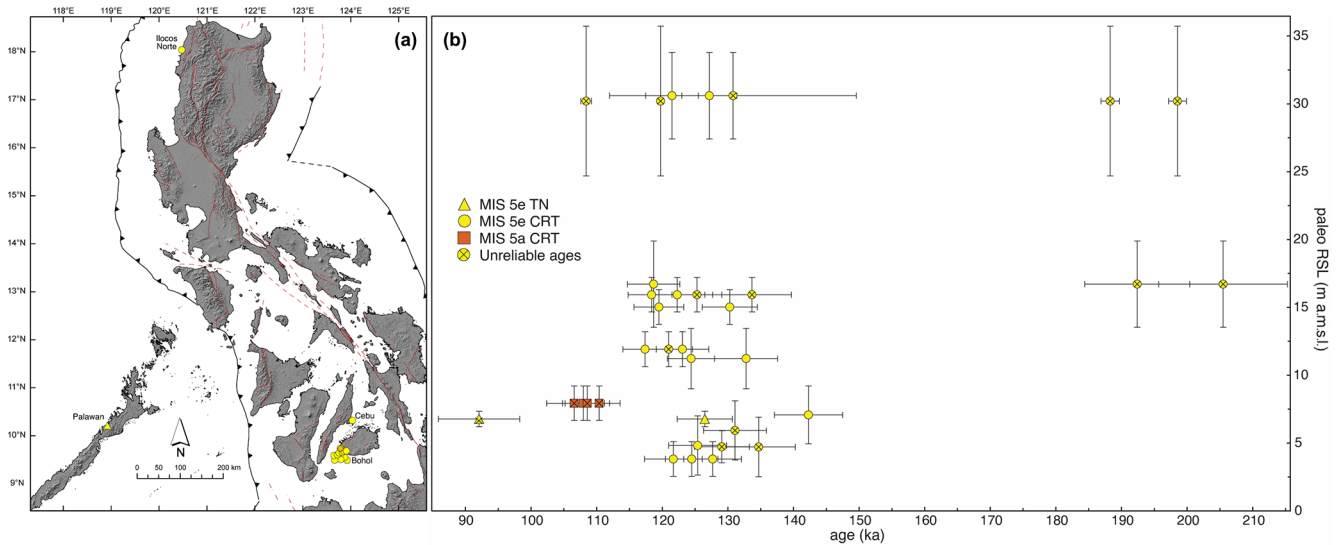 118°E 119°E 120°E 121°E 122°E 123°E 124°E 125°E
(a)
Ilocos
Norte
18°N
17°N
16°N
15°N
14°N
13°N
12°N
11°N
10°N
9°N
Palawan
Cebu
Bohol
N
0 50 100 200 km
(b)
MIS 5e TN
MIS 5e CRT
MIS 5a CRT
Unreliable ages
35
30
25
20
15
10
5
0
paleo RSL (m a.m.s.l.)
90 100 110 120 130 140 150 160 170 180 190 200 210
age (ka)